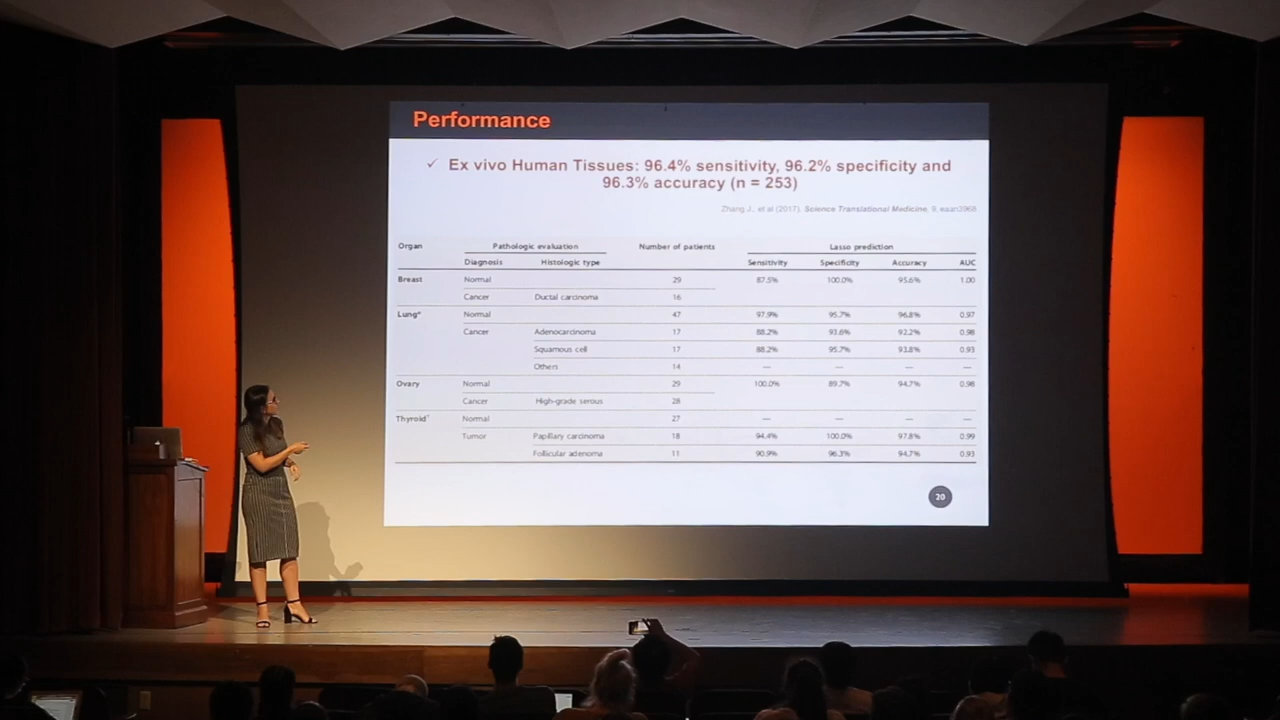 Performance
✓ Ex vivo Human Tissues: 96.4% sensitivity, 96.2% specificity and
96.3% accuracy (n = 253)
Zhang J., et al (2017). Science Translational Medicine, 9, eaan3968
Organ Pathologic evaluation Number of patients Lasso prediction
Diagnosis Histologic type Sensitivity Specificity Accuracy AUC
Breast Normal 29 87.5% 100.0% 95.6% 1.00
Cancer Ductal carcinoma 16
Lung* Normal 47 97.9% 95.7% 96.8% 0.97
Cancer Adenocarcinoma 17 88.2% 93.6% 92.2% 0.98
Squamous cell 17 88.2% 95.7% 93.8% 0.93
Others 14 — — — —
Ovary Normal 29 100.0% 89.7% 94.7% 0.98
Cancer High-grade serous 28
Thyroid† Normal 27 — — — —
Tumor Papillary carcinoma 18 94.4% 100.0% 97.8% 0.99
Follicular adenoma 11 90.9% 96.3% 94.7% 0.93
20